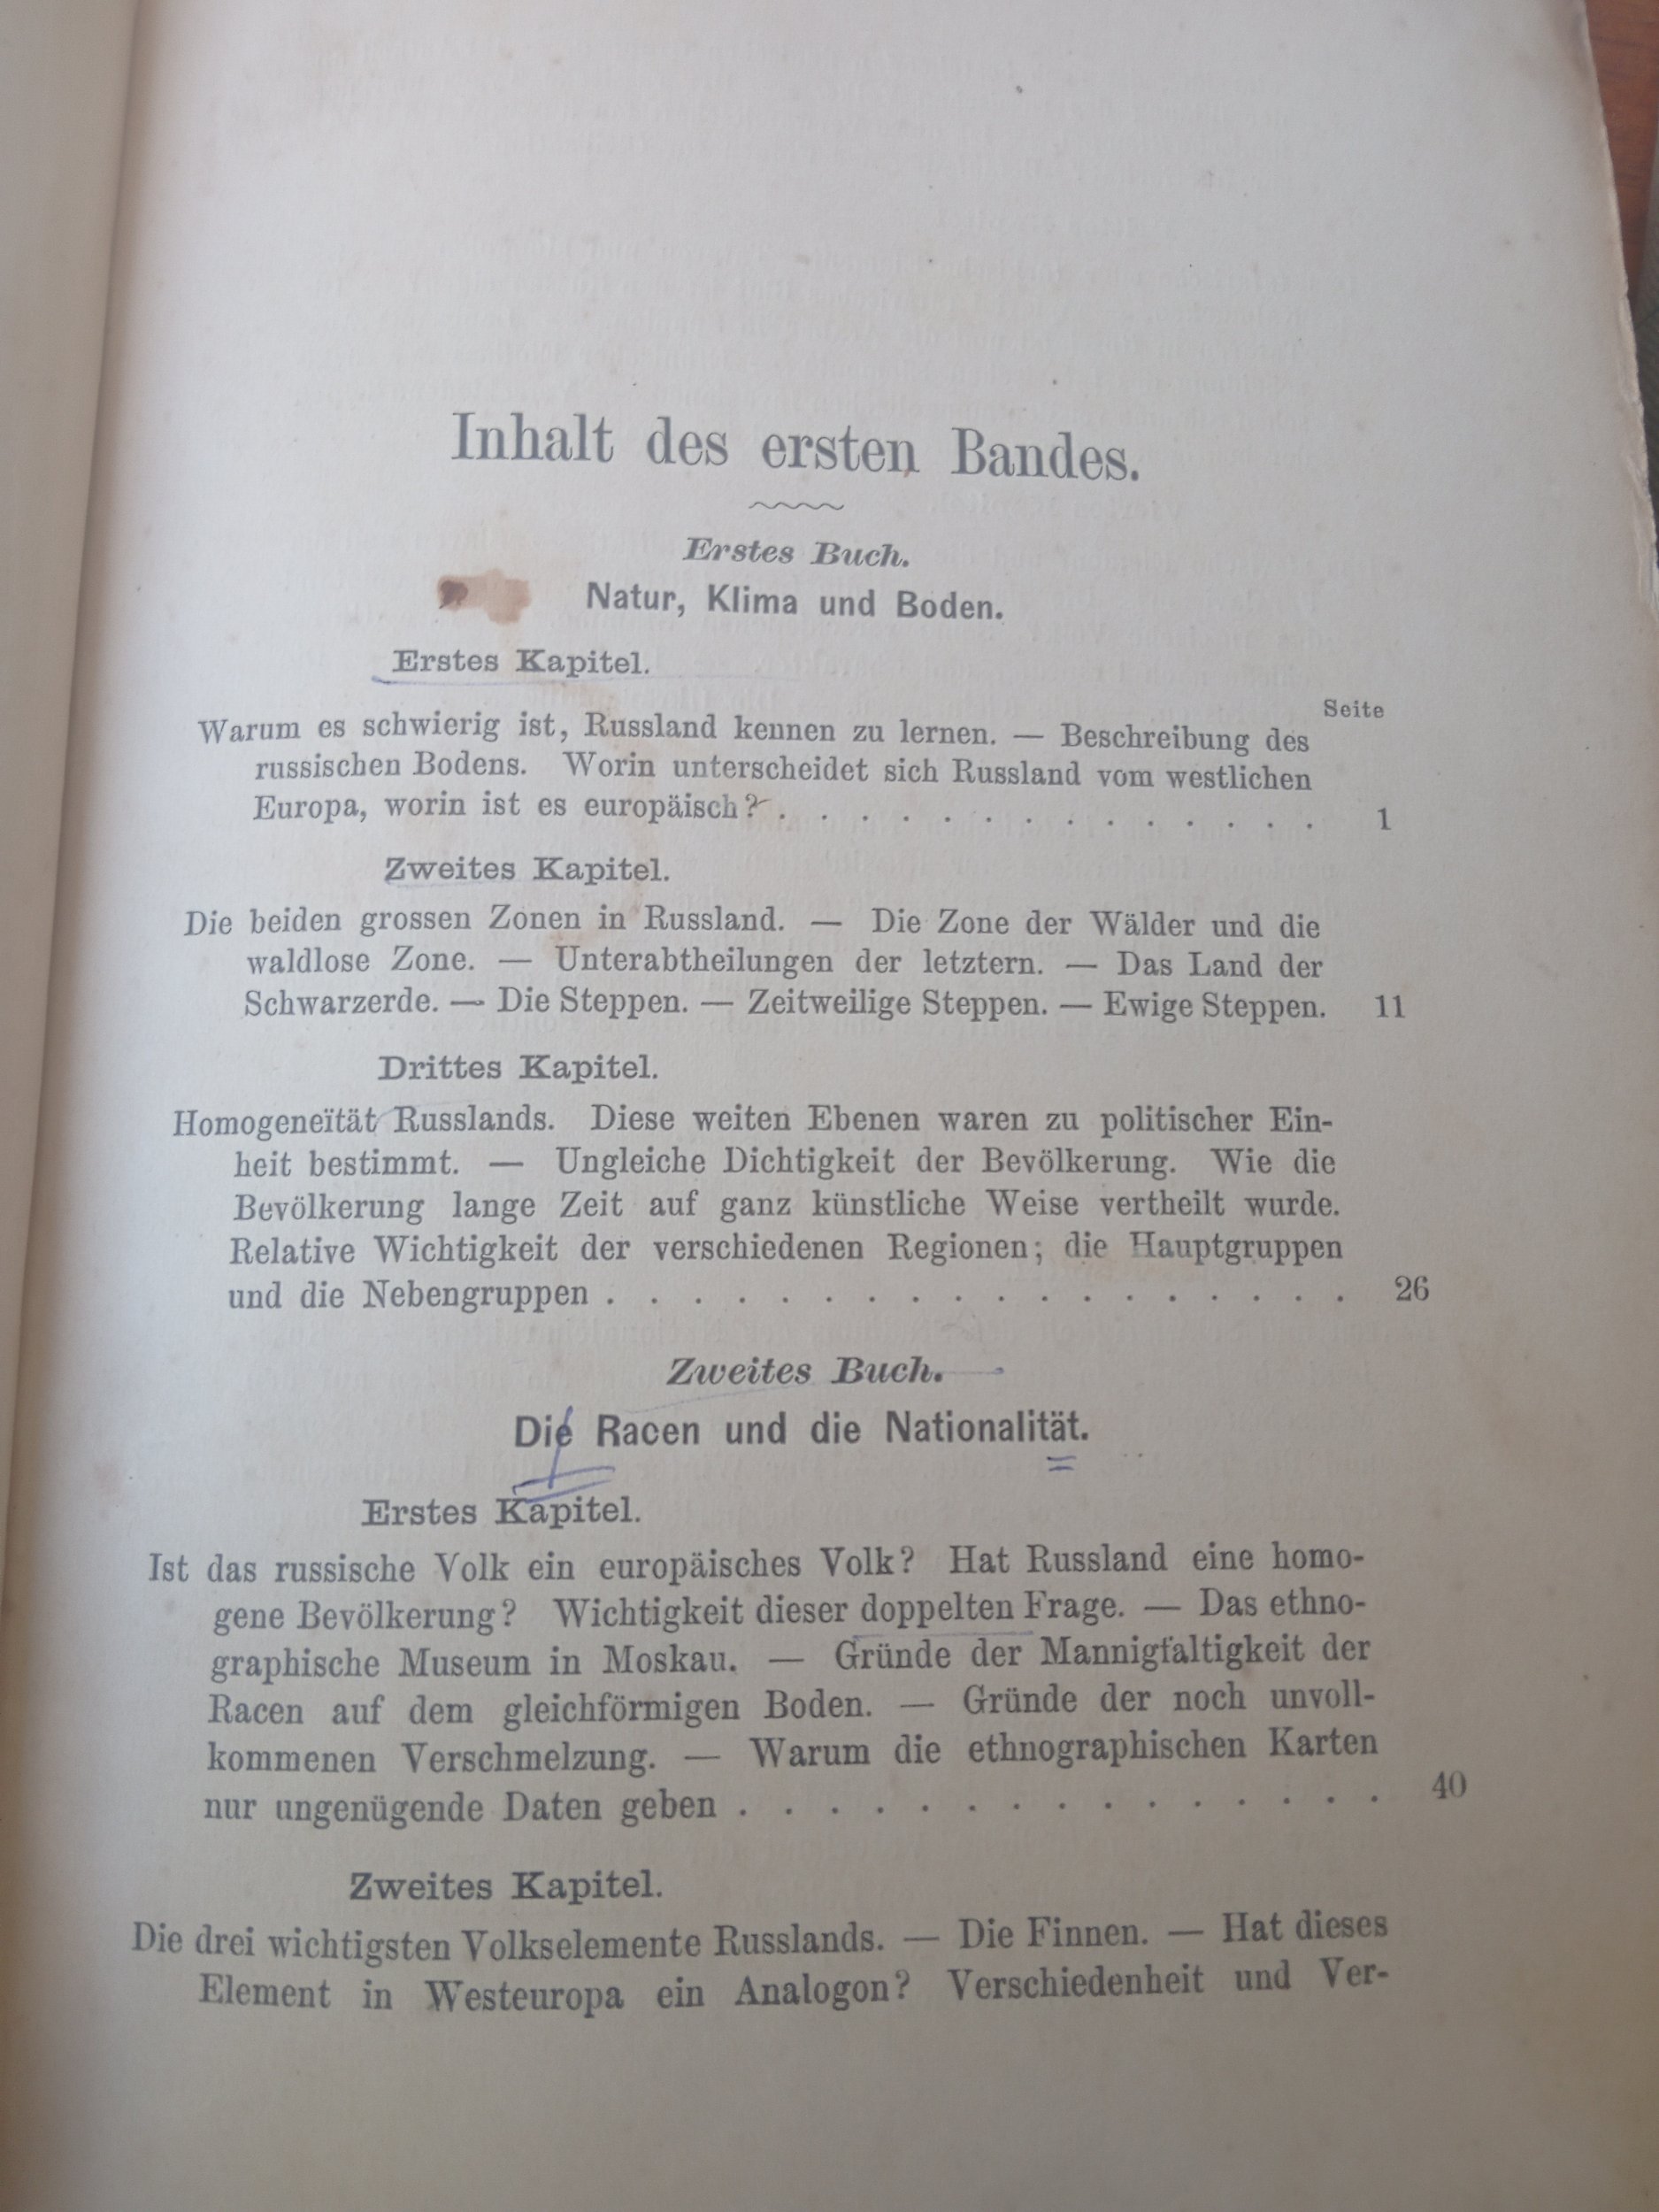 Inhalt des ersten Bandes.
Erstes Buch.
Natur, Klima und Boden.
Erstes Kapitel.
Seite
Warum es schwierig ist, Russland kennen zu lernen. — Beschreibung des
russischen Bodens. Worin unterscheidet sich Russland vom westlichen
Europa, worin ist es europäisch? . . . . . . . . . . . . . . 1
Zweites Kapitel.
Die beiden grossen Zonen in Russland. — Die Zone der Wälder und die
waldlose Zone. — Unterabtheilungen der letztern. — Das Land der
Schwarzerde. — Die Steppen. — Zeitweilige Steppen. — Ewige Steppen. 11
Drittes Kapitel.
Homogeneïtät Russlands. Diese weiten Ebenen waren zu politischer Ein-
heit bestimmt. — Ungleiche Dichtigkeit der Bevölkerung. Wie die
Bevölkerung lange Zeit auf ganz künstliche Weise vertheilt wurde.
Relative Wichtigkeit der verschiedenen Regionen; die Hauptgruppen
und die Nebengruppen . . . . . . . . . . . . . . . . . . 26
Zweites Buch.
Die Racen und die Nationalität.
Erstes Kapitel.
Ist das russische Volk ein europäisches Volk? Hat Russland eine homo-
gene Bevölkerung? Wichtigkeit dieser doppelten Frage. — Das ethno-
graphische Museum in Moskau. — Gründe der Mannigfaltigkeit der
Racen auf dem gleichförmigen Boden. — Gründe der noch unvoll-
kommenen Verschmelzung. — Warum die ethnographischen Karten
nur ungenügende Daten geben . . . . . . . . . . . . . . . 40
Zweites Kapitel.
Die drei wichtigsten Volkselemente Russlands. — Die Finnen. — Hat dieses
Element in Westeuropa ein Analogon? Verschiedenheit und Ver-